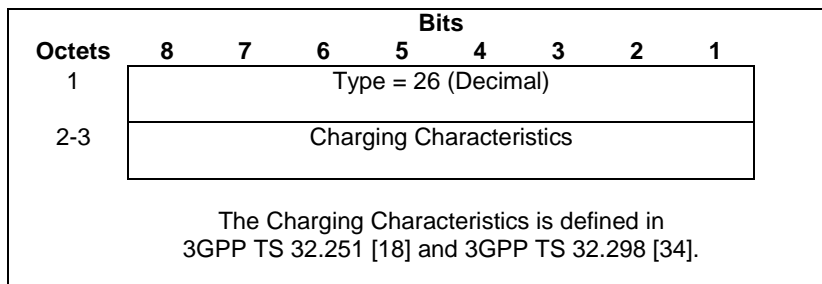 Bits
Octets 8 7 6 5 4 3 2 1
1 Type = 26 (Decimal)
2-3 Charging Characteristics
The Charging Characteristics is defined in
3GPP TS 32.251 [18] and 3GPP TS 32.298 [34].